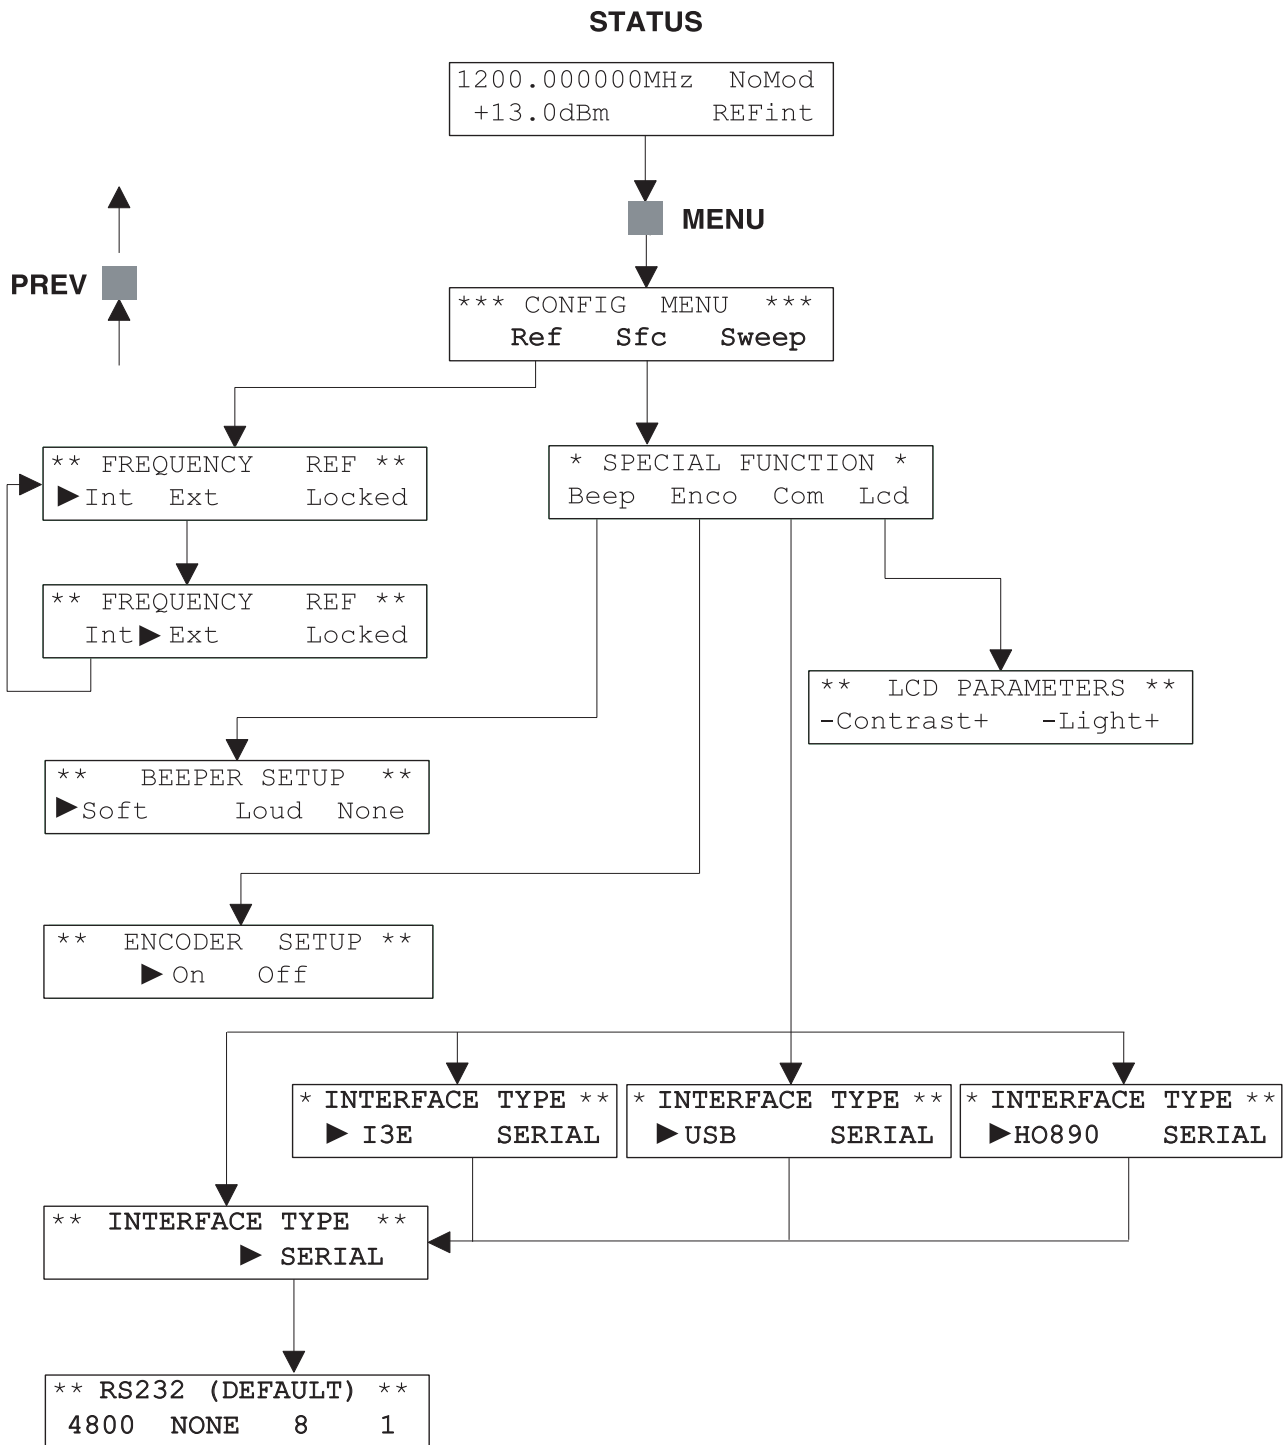 STATUS
1200.000000MHz NoMod
+13.0dBm REFint
MENU
PREV
*** CONFIG MENU ***
Ref Sfc Sweep
** FREQUENCY REF **
▶Int Ext Locked
* SPECIAL FUNCTION *
Beep Enco Com Lcd
** FREQUENCY REF **
Int▶Ext Locked
** LCD PARAMETERS **
-Contrast+ -Light+
** BEEPER SETUP **
▶Soft Loud None
** ENCODER SETUP **
▶On Off
* INTERFACE TYPE **
▶ I3E SERIAL
* INTERFACE TYPE **
▶USB SERIAL
* INTERFACE TYPE **
▶HO890 SERIAL
** INTERFACE TYPE **
▶ SERIAL
** RS232 (DEFAULT) **
4800 NONE 8 1